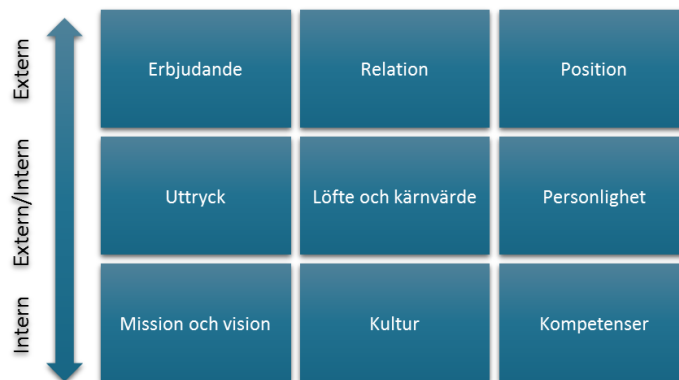 Extern
Erbjudande
Relation
Position
Extern/Intern
Uttryck
Löfte och kärnvärde
Personlighet
Intern
Mission och vision
Kultur
Kompetenser